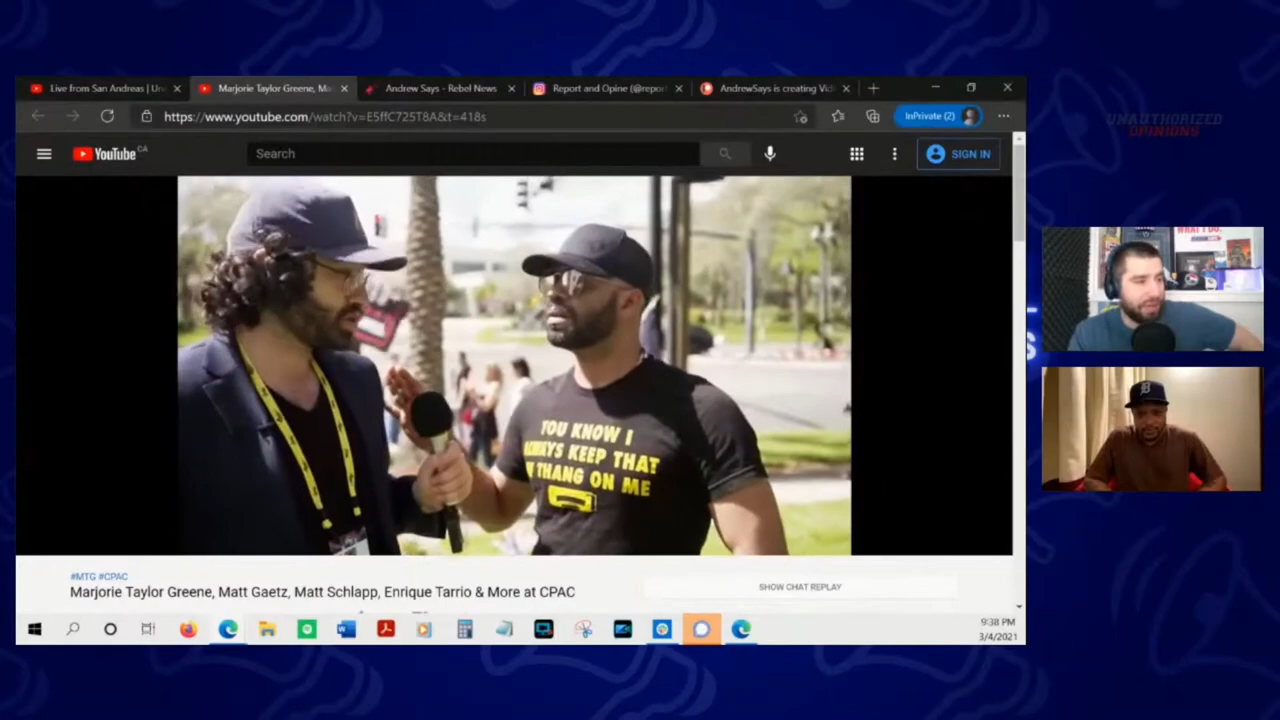 Live from San Andreas | Un
Marjorie Taylor Greene, Ma
Andrew Says - Rebel News
Report and Opine (@repor
AndrewSays is creating Vid
https://www.youtube.com/watch?v=E5ffC725T8A&t=418s
InPrivate (2)
YouTube CA
Search
SIGN IN
UNAUTHORIZED
OPINIONS
WHAT I DO.
YOU KNOW I
ALWAYS KEEP THAT
THANG ON ME
#MTG #CPAC
Marjorie Taylor Greene, Matt Gaetz, Matt Schlapp, Enrique Tarrio & More at CPAC
SHOW CHAT REPLAY
9:38 PM
3/4/2021